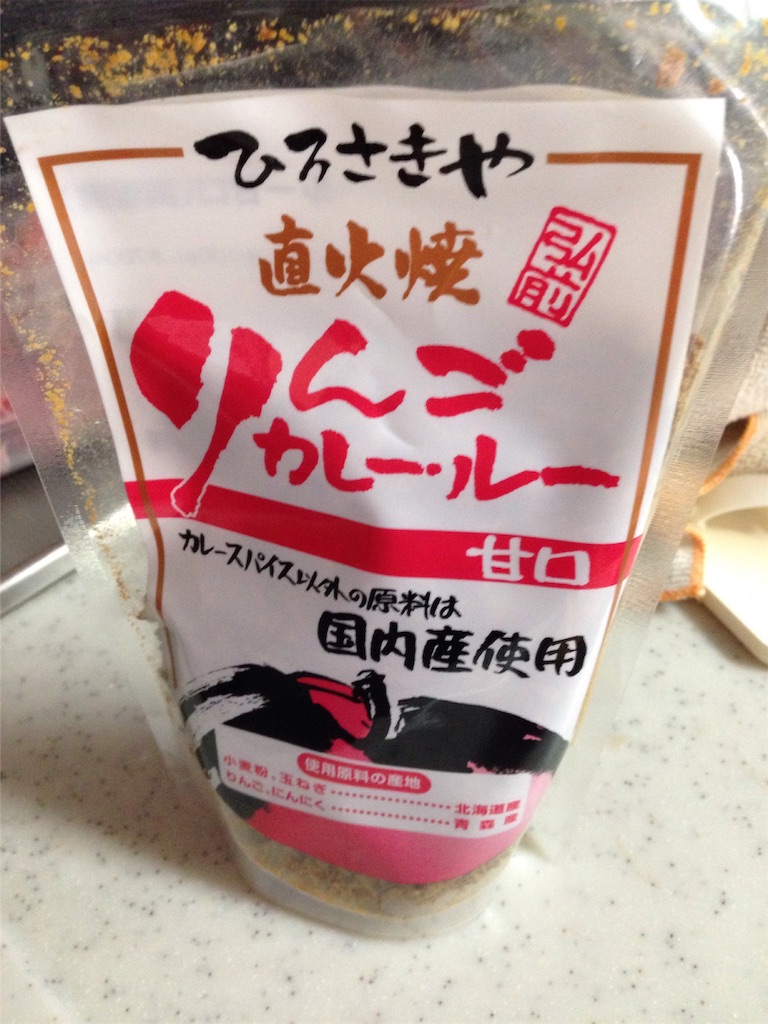 ひろさきや
直火焼
弘前
りんご
カレー・ルー
甘口
カレースパイス以外の原料は
国内産使用
使用原料の産地
小麦粉、玉ねぎ………………北海道産
りんご、にんにく………………青森産